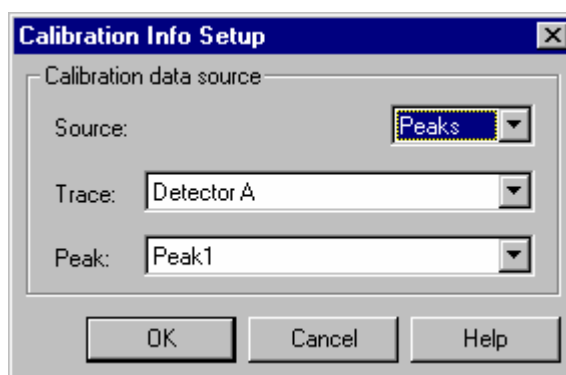 Calibration Info Setup
Calibration data source
Source: Peaks
Trace: Detector A
Peak: Peak1
OK Cancel Help